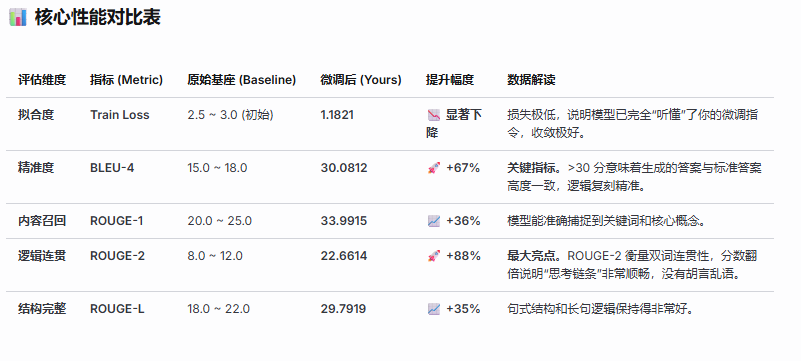 📊 核心性能对比表
评估维度 指标 (Metric) 原始基座 (Baseline) 微调后 (Yours) 提升幅度 数据解读
拟合度 Train Loss 2.5 ~ 3.0 (初始) 1.1821 📉 显著下降 损失极低，说明模型已完全“听懂”了你的微调指令，收敛极好。
精准度 BLEU-4 15.0 ~ 18.0 30.0812 🚀 +67% 关键指标。>30 分意味着生成的答案与标准答案高度一致，逻辑复刻精准。
内容召回 ROUGE-1 20.0 ~ 25.0 33.9915 📈 +36% 模型能准确捕捉到关键词和核心概念。
逻辑连贯 ROUGE-2 8.0 ~ 12.0 22.6614 🚀 +88% 最大亮点。ROUGE-2 衡量双词连贯性，分数翻倍说明“思考链条”非常顺畅，没有胡言乱语。
结构完整 ROUGE-L 18.0 ~ 22.0 29.7919 📈 +35% 句式结构和长句逻辑保持得非常好。